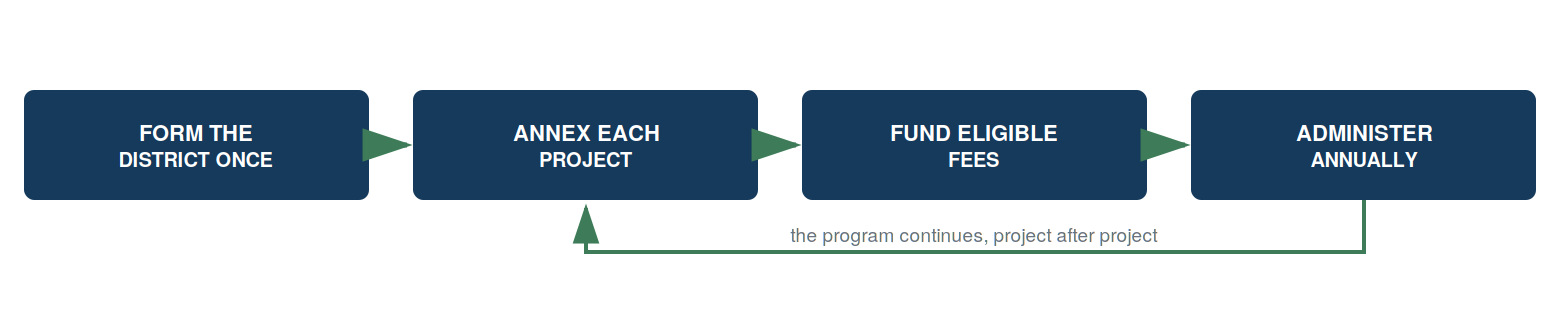 FORM THE
DISTRICT ONCE
ANNEX EACH
PROJECT
FUND ELIGIBLE
FEES
ADMINISTER
ANNUALLY
the program continues, project after project